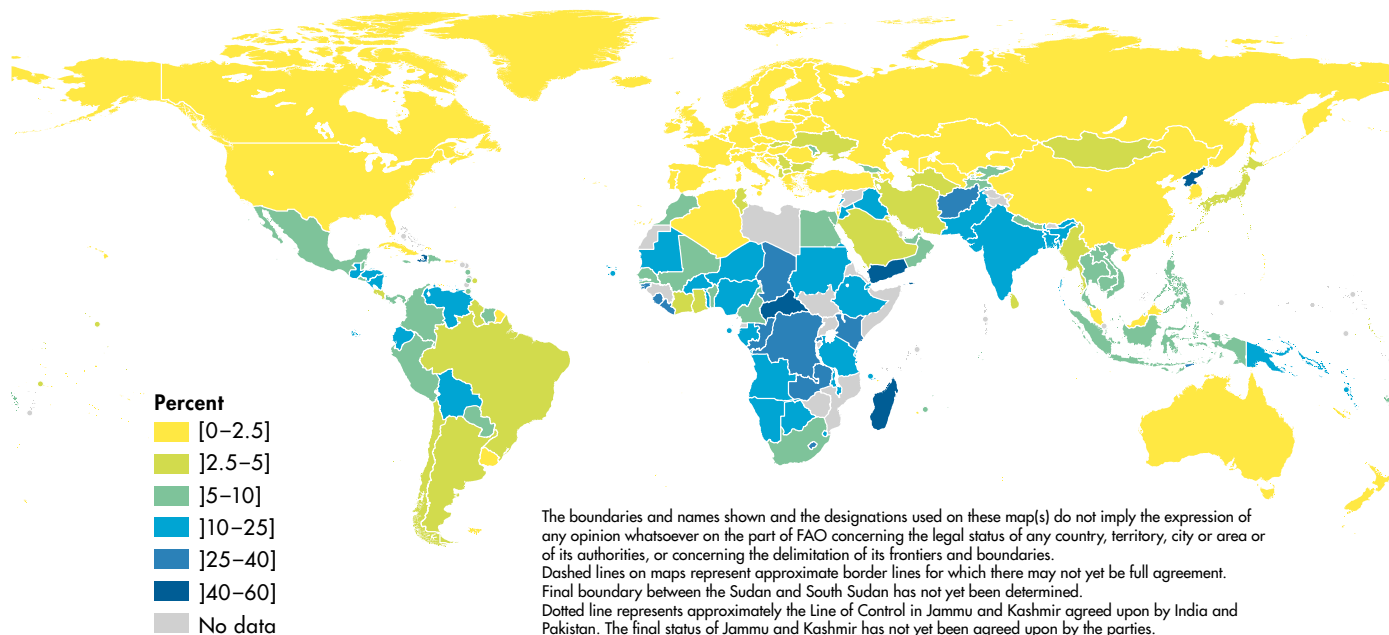 Percent
[0–2.5]
]2.5–5]
]5–10]
]10–25]
]25–40]
]40–60]
No data
The boundaries and names shown and the designations used on these map(s) do not imply the expression of
any opinion whatsoever on the part of FAO concerning the legal status of any country, territory, city or area or
of its authorities, or concerning the delimitation of its frontiers and boundaries.
Dashed lines on maps represent approximate border lines for which there may not yet be full agreement.
Final boundary between the Sudan and South Sudan has not yet been determined.
Dotted line represents approximately the Line of Control in Jammu and Kashmir agreed upon by India and
Pakistan. The final status of Jammu and Kashmir has not yet been agreed upon by the parties.